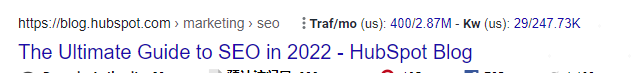 https://blog.hubspot.com › marketing › seo Traf/mo (us): 400/2.87M - Kw (us): 29/247.73K
The Ultimate Guide to SEO in 2022 - HubSpot Blog